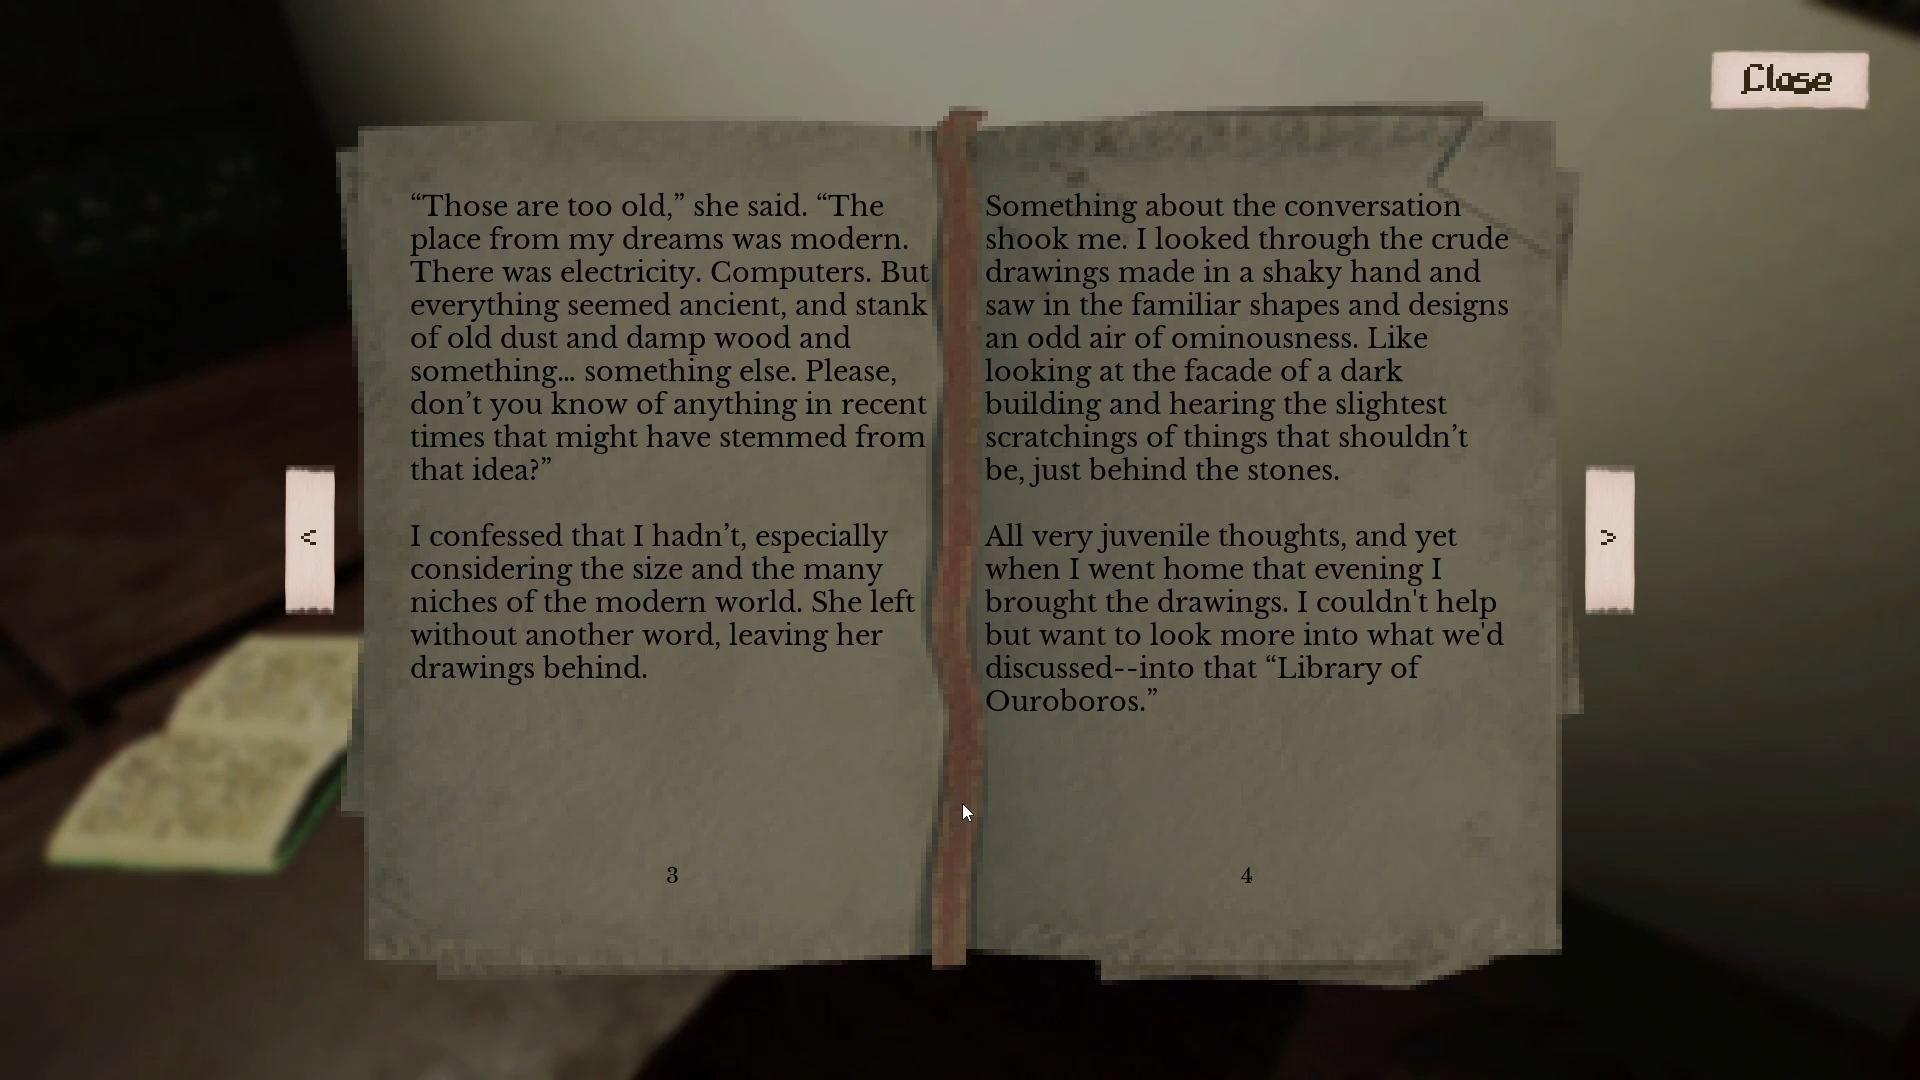 Close
“Those are too old,” she said. “The
place from my dreams was modern.
There was electricity. Computers. But
everything seemed ancient, and stank
of old dust and damp wood and
something… something else. Please,
don’t you know of anything in recent
times that might have stemmed from
that idea?”
I confessed that I hadn’t, especially
considering the size and the many
niches of the modern world. She left
without another word, leaving her
drawings behind.
3
Something about the conversation
shook me. I looked through the crude
drawings made in a shaky hand and
saw in the familiar shapes and designs
an odd air of ominousness. Like
looking at the facade of a dark
building and hearing the slightest
scratchings of things that shouldn’t
be, just behind the stones.
All very juvenile thoughts, and yet
when I went home that evening I
brought the drawings. I couldn't help
but want to look more into what we'd
discussed--into that “Library of
Ouroboros.”
4
<
>